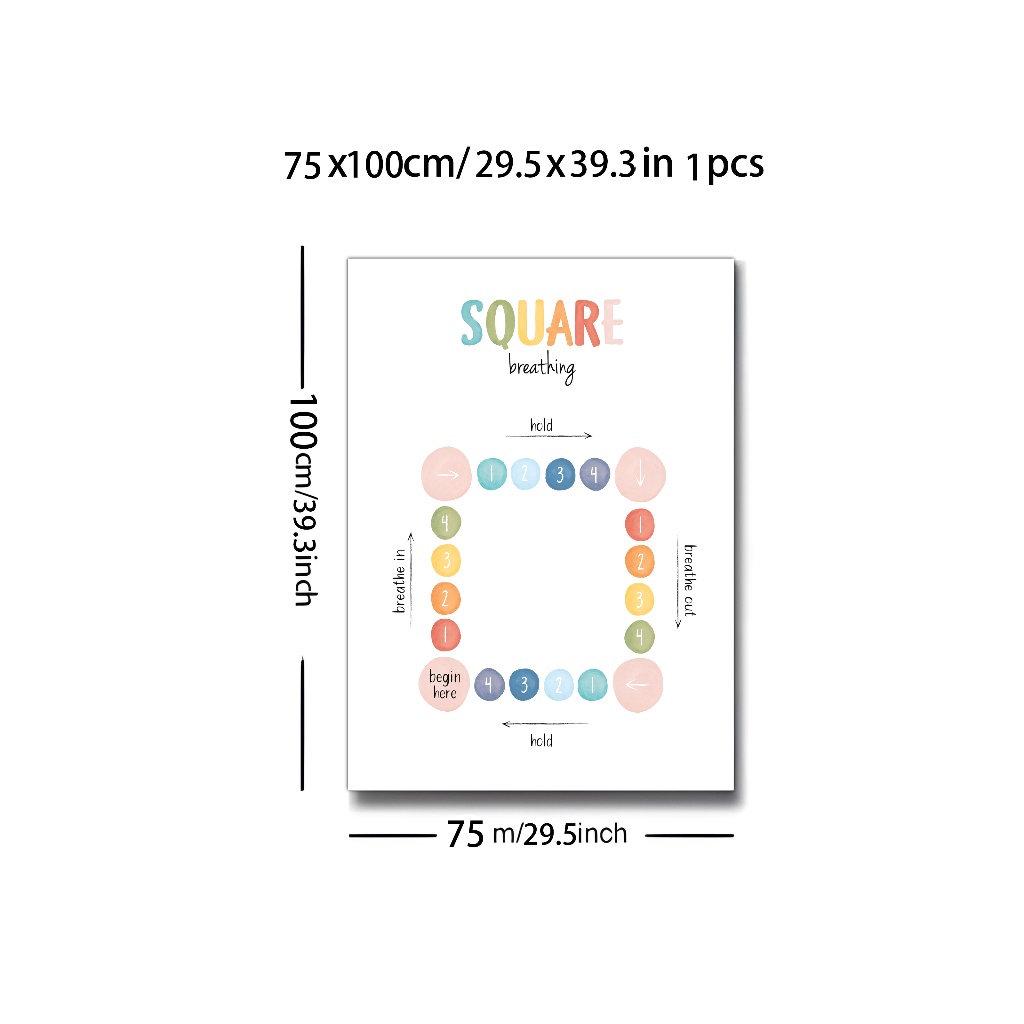 75x100cm/29.5x39.3in 1pcs
100cm/39.3inch
SQUARE
breathing
hold
1 2 3 4
4
3
2
1
breathe in
1
2
3
4
breathe out
begin
here
4 3 2 1
hold
75 m/29.5inch